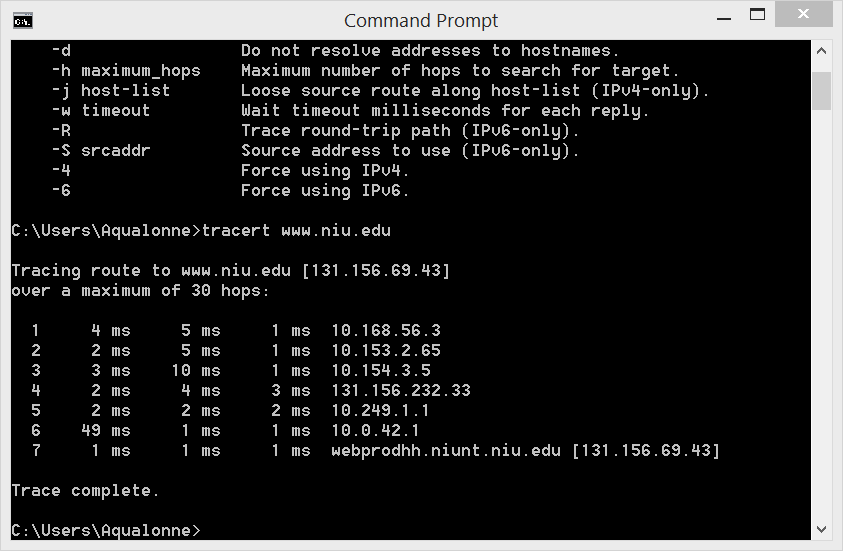 Command Prompt
-d Do not resolve addresses to hostnames.
-h maximum_hops Maximum number of hops to search for target.
-j host-list Loose source route along host-list (IPv4-only).
-w timeout Wait timeout milliseconds for each reply.
-R Trace round-trip path (IPv6-only).
-S srcaddr Source address to use (IPv6-only).
-4 Force using IPv4.
-6 Force using IPv6.
C:\Users\Aqualonne>tracert www.niu.edu
Tracing route to www.niu.edu [131.156.69.43]
over a maximum of 30 hops:
1 4 ms 5 ms 1 ms 10.168.56.3
2 2 ms 5 ms 1 ms 10.153.2.65
3 3 ms 10 ms 1 ms 10.154.3.5
4 2 ms 4 ms 3 ms 131.156.232.33
5 2 ms 2 ms 2 ms 10.249.1.1
6 49 ms 1 ms 1 ms 10.0.42.1
7 1 ms 1 ms 1 ms webprodhh.niunt.niu.edu [131.156.69.43]
Trace complete.
C:\Users\Aqualonne>